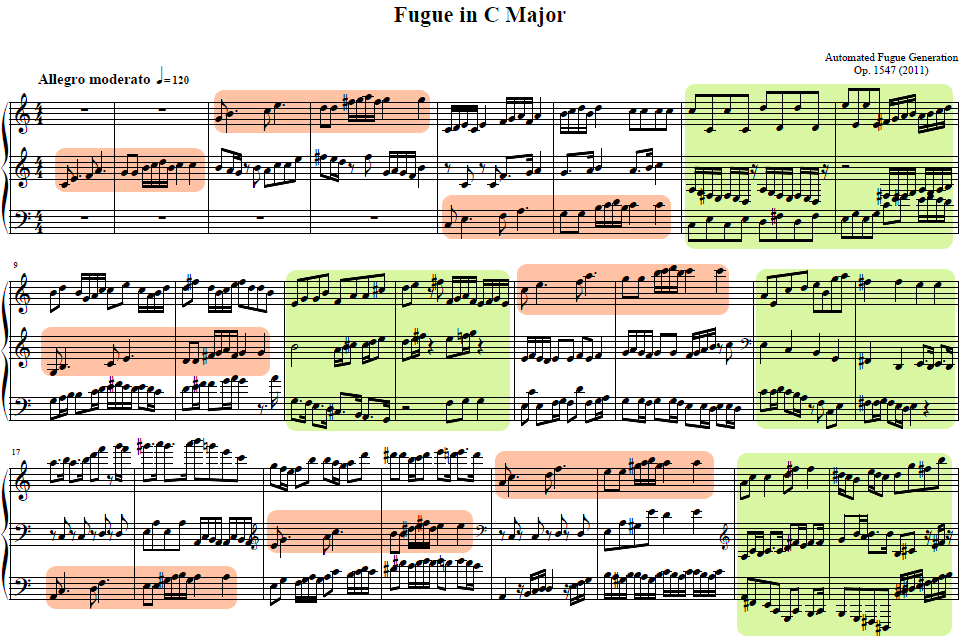 Fugue in C Major
Automated Fugue Generation
Op. 1547 (2011)
Allegro moderato ♩= 120
9
17